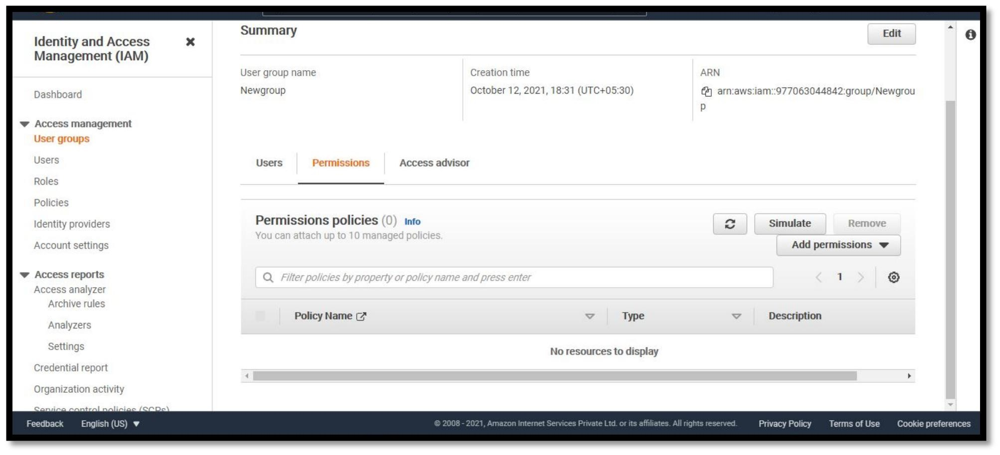 Identity and Access
Management (IAM)
Dashboard
Access management
User groups
Users
Roles
Policies
Identity providers
Account settings
Access reports
Access analyzer
Archive rules
Analyzers
Settings
Credential report
Organization activity
Service control policies (SCPs)
Summary
Edit
User group name
Newgroup
Creation time
October 12, 2021, 18:31 (UTC+05:30)
ARN
arn:aws:iam::977063044842:group/Newgrou
p
Users
Permissions
Access advisor
Permissions policies (0) Info
You can attach up to 10 managed policies.
Simulate
Remove
Add permissions
Filter policies by property or policy name and press enter
1
Policy Name
Type
Description
No resources to display
Feedback
English (US)
© 2008 - 2021, Amazon Internet Services Private Ltd. or its affiliates. All rights reserved.
Privacy Policy
Terms of Use
Cookie preferences